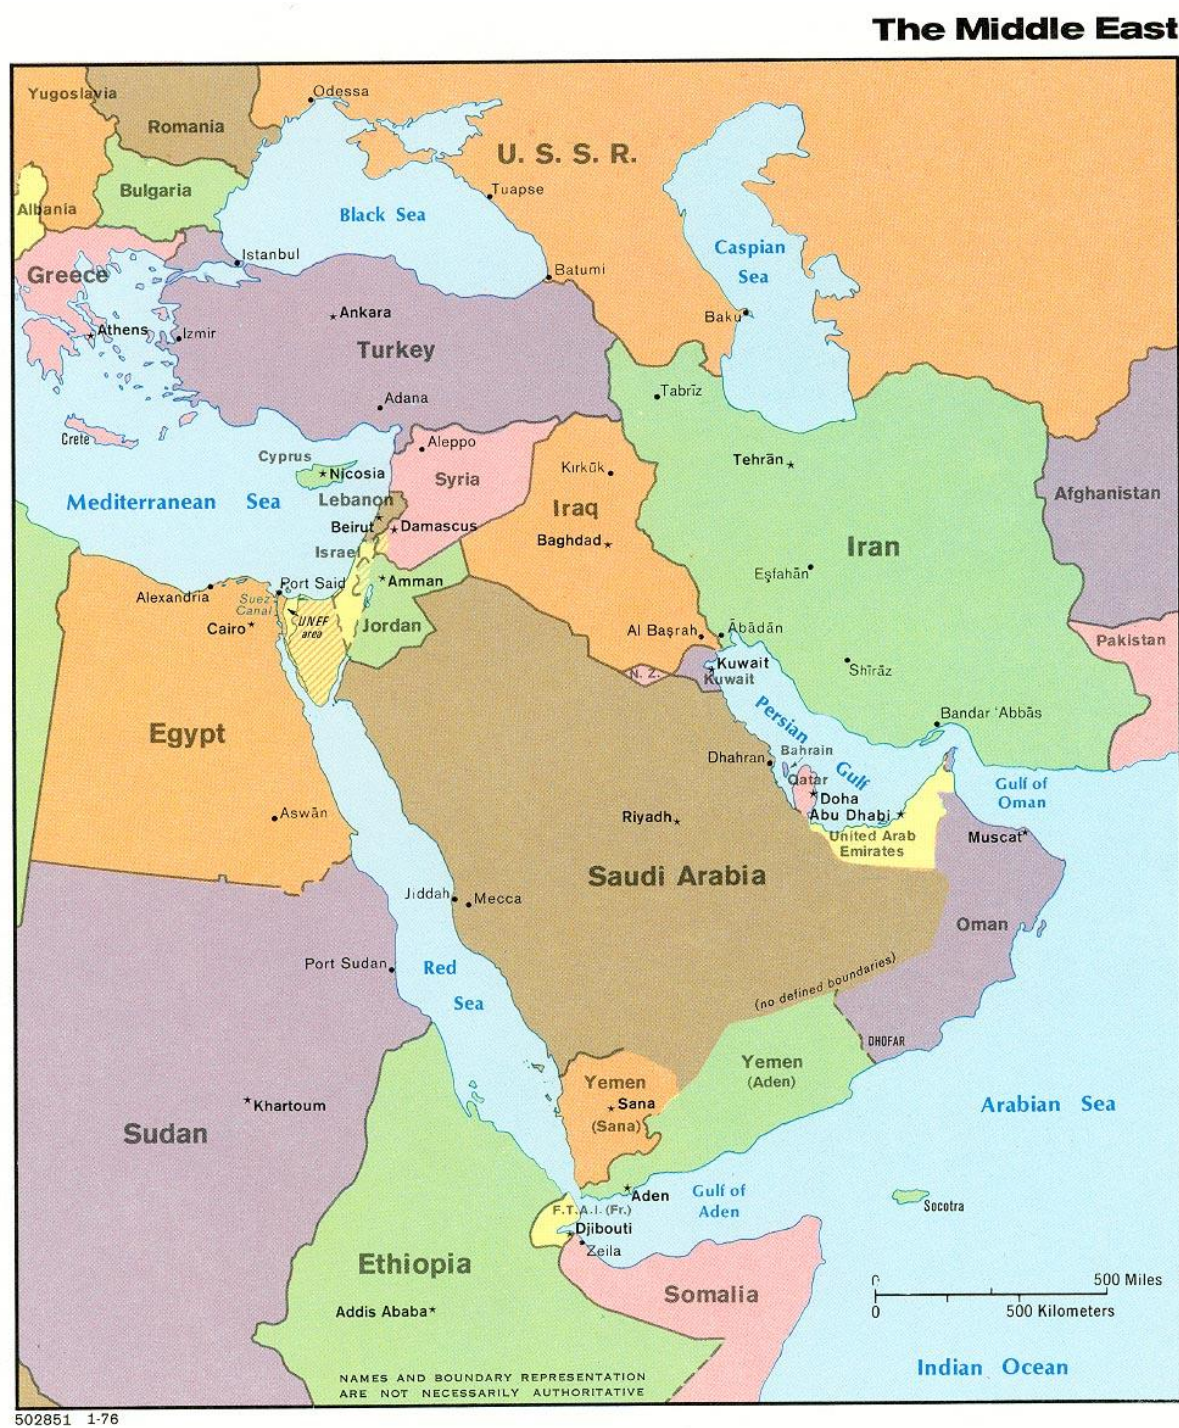 The Middle East
Yugoslavia
Odessa
Romania
U. S. S. R.
Bulgaria
Tuapse
Albania
Black Sea
Caspian
Sea
Istanbul
Greece
Batumi
Ankara
Baku
Athens
Izmir
Turkey
Tabrīz
Adana
Crete
Aleppo
Cyprus
Tehrān
Nicosia
Kırkūk
Syria
Afghanistan
Mediterranean Sea
Lebanon
Iraq
Beirut
Damascus
Baghdad
Iran
Israel
Eşfahān
Port Said
Amman
Alexandria
Suez
Canal
UNEF
area
Cairo
Jordan
Al Başrah
Ābādān
Pakistan
Kuwait
Kuwait
N. Z.
Shīrāz
Persian Gulf
Bandar 'Abbās
Egypt
Bahrain
Dhahran
Qatar
Gulf of
Oman
Doha
Abu Dhabi
Aswān
Riyadh
United Arab
Emirates
Muscat
Saudi Arabia
Jiddah
Mecca
Oman
Port Sudan
Red
Sea
(no defined boundaries)
DHOFAR
Yemen
(Aden)
Yemen
Sana
(Sana)
Khartoum
Arabian Sea
Sudan
Aden
Gulf of
Aden
Socotra
F.T.A.I. (Fr.)
Djibouti
Zeila
Ethiopia
Somalia
0 500 Miles
0 500 Kilometers
Addis Ababa
Indian Ocean
NAMES AND BOUNDARY REPRESENTATION
ARE NOT NECESSARILY AUTHORITATIVE
502851 1-76